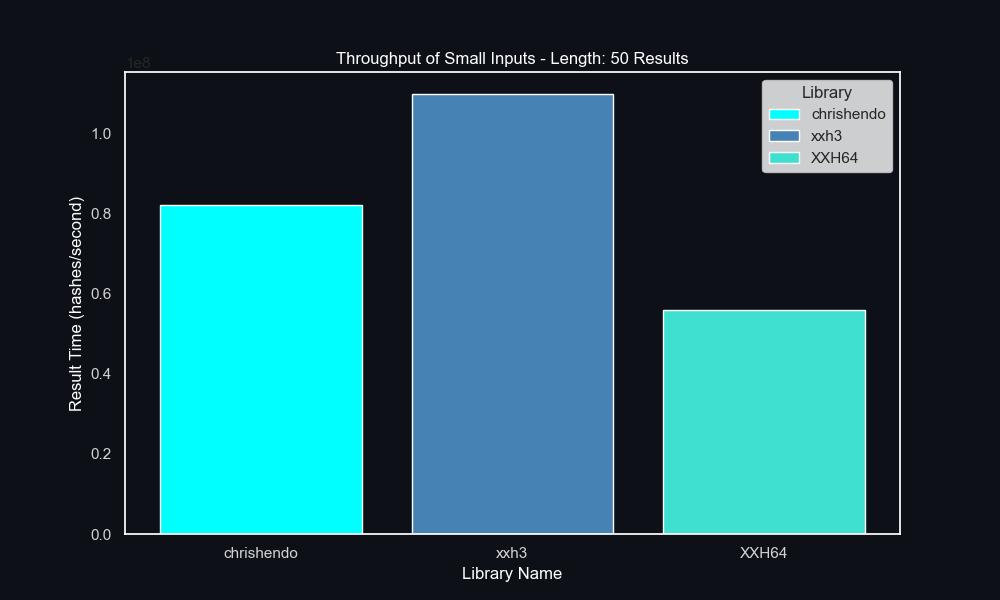 Throughput of Small Inputs - Length: 50 Results
1e8
Library
chrishendo
xxh3
XXH64
Result Time (hashes/second)
1.0
0.8
0.6
0.4
0.2
0.0
chrishendo
xxh3
XXH64
Library Name